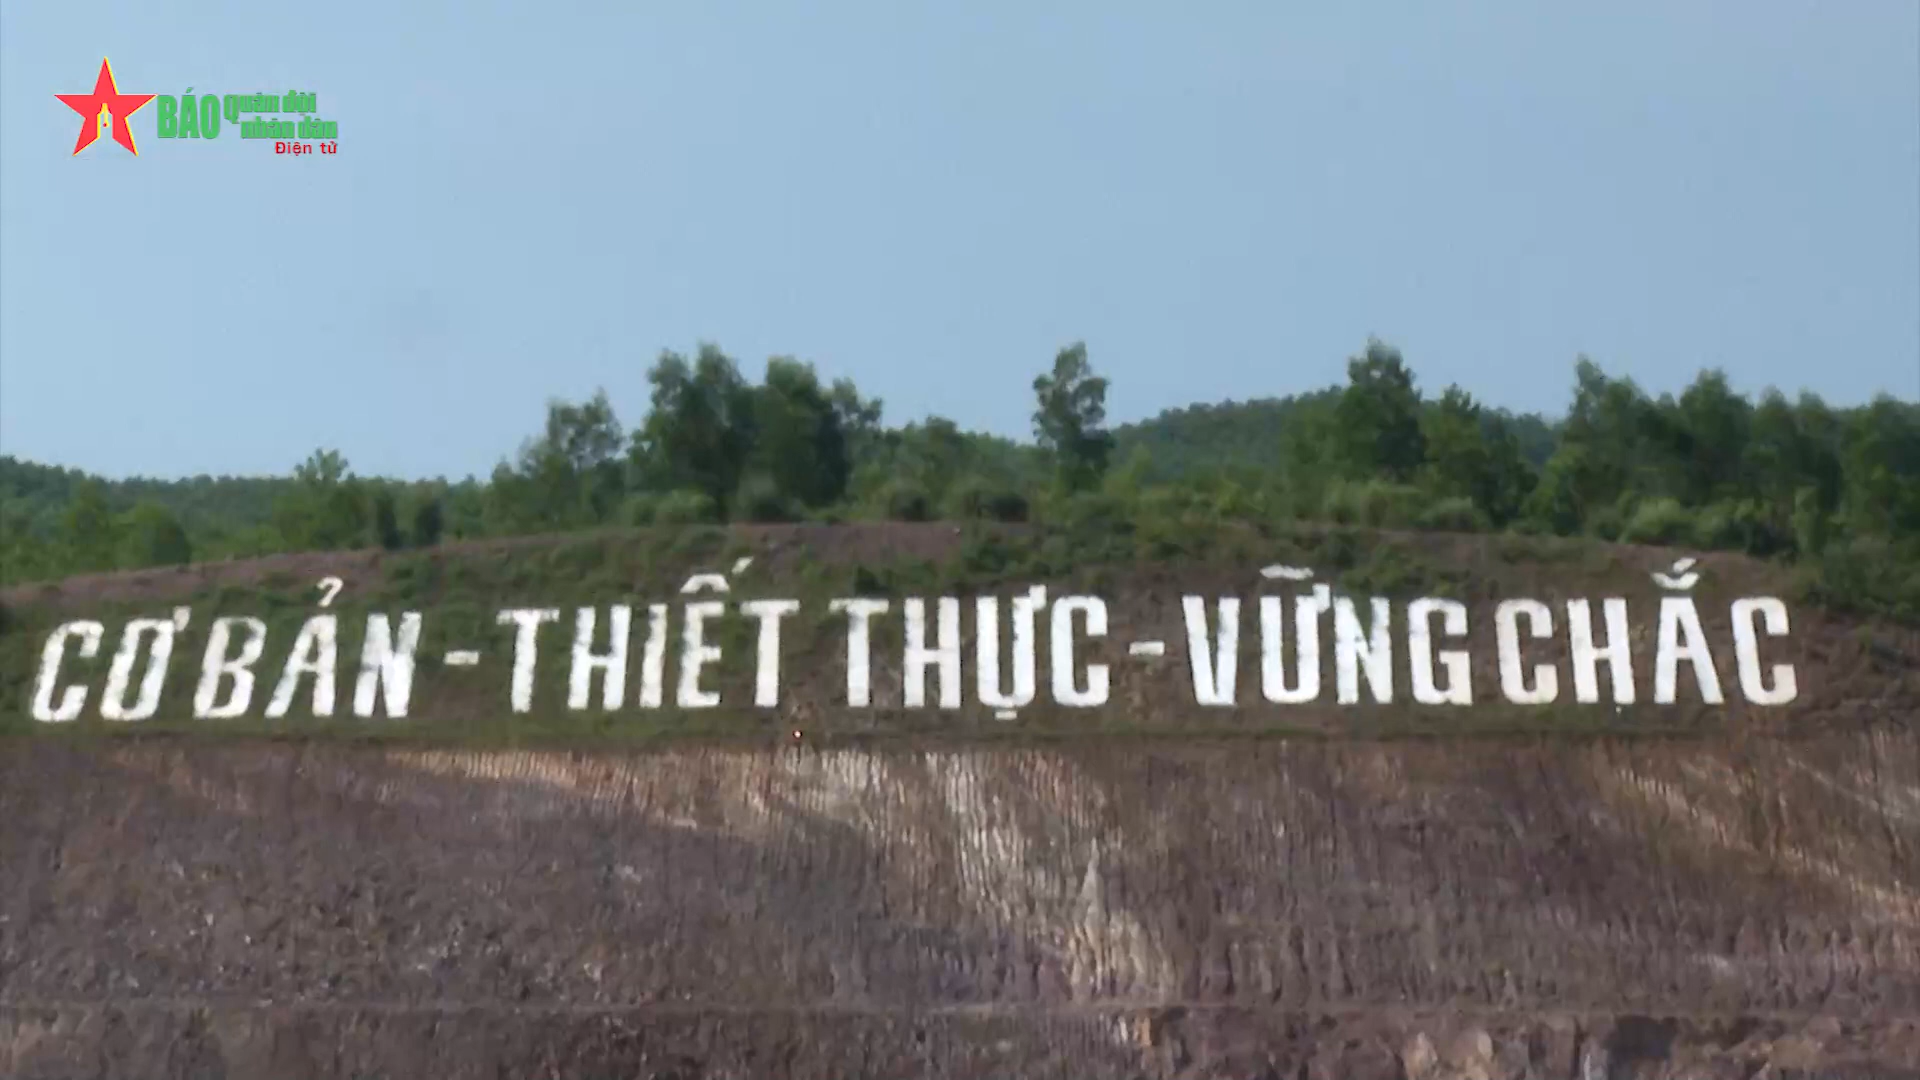 BÁO Quân đội
nhân dân
Điện tử
CƠ BẢN - THIẾT THỰC - VỮNG CHẮC